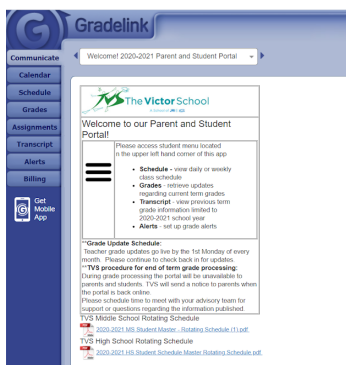 Gradelink
Communicate
Welcome! 2020-2021 Parent and Student Portal
Calendar
Schedule
Grades
Assignments
Transcript
Alerts
Billing
Get
Mobile
App
TVS The Victor School
Welcome to our Parent and Student
Portal!
Please access student menu located
n the upper left hand corner of this app
• Schedule - view daily or weekly
class schedule
• Grades - retrieve updates
regarding current term grades
• Transcript - view previous term
grade information limited to
2020-2021 school year
• Alerts - set up grade alerts
**Grade Update Schedule:
Teacher grade updates go live by the 1st Monday of every
month. Please continue to check back in for updates
**TVS procedure for end of term grade processing:
During grade processing the portal will be unavailable to
parents and students. TVS will send a notice to parents when
the portal is back online.
Please schedule time to meet with your advisory team for
support or questions regarding the information published
TVS Middle School Rotating Schedule
2020-2021 MS Student Master - Rotating Schedule (1).pdf
TVS High School Rotating Schedule
2020-2021 HS Student Schedule Master Rotating Schedule.pdf